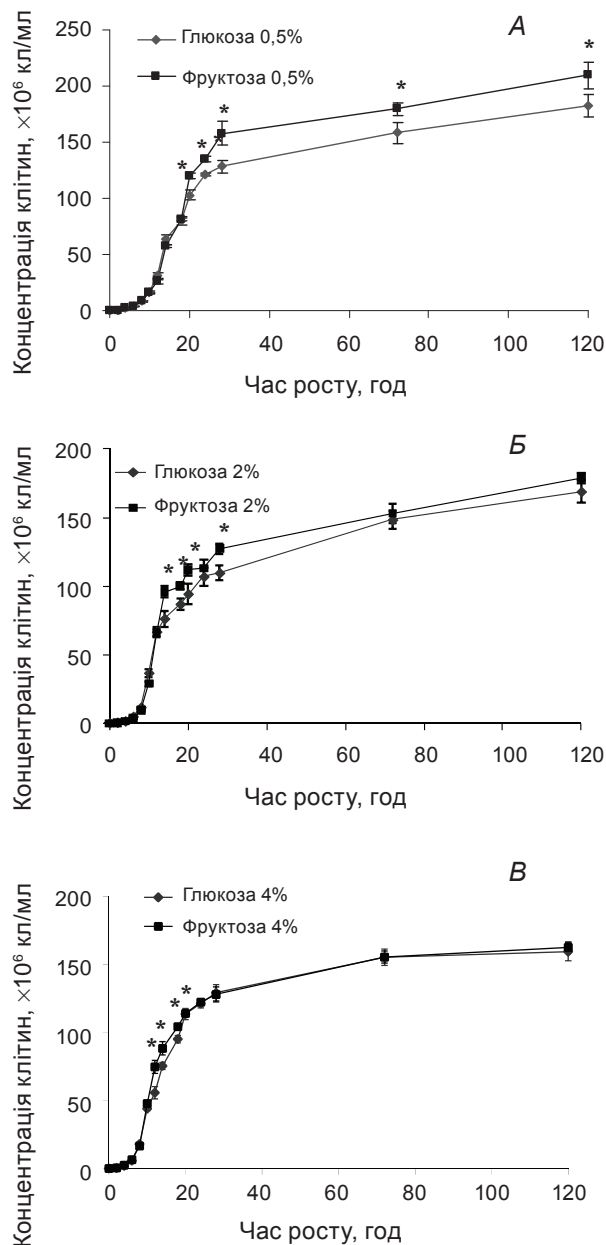 А
Глюкоза 0,5%
Фруктоза 0,5%
Концентрація клітин, ×10⁶ кл/мл
250
200
150
100
50
0
0 20 40 60 80 100 120
* * * * *
Час росту, год
Б
Глюкоза 2%
Фруктоза 2%
Концентрація клітин, ×10⁶ кл/мл
200
150
100
50
0
0 20 40 60 80 100 120
* * * *
Час росту, год
В
Глюкоза 4%
Фруктоза 4%
Концентрація клітин, ×10⁶ кл/мл
200
150
100
50
0
0 20 40 60 80 100 120
* * * *
Час росту, год